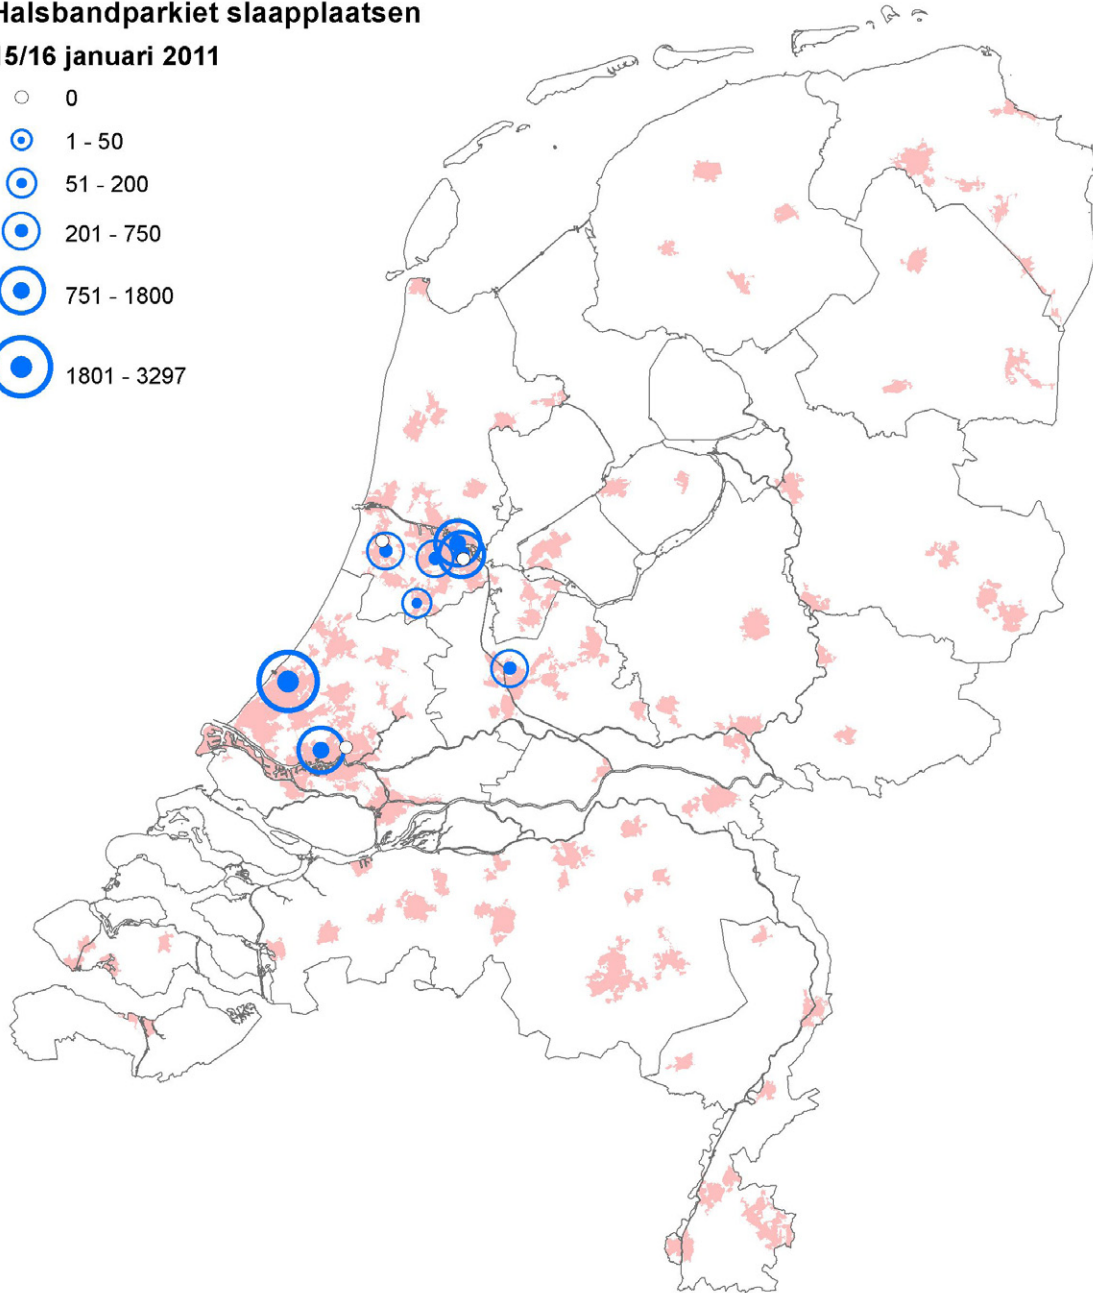 Halsbandparkiet slaapplaatsen
15/16 januari 2011
0
1 - 50
51 - 200
201 - 750
751 - 1800
1801 - 3297